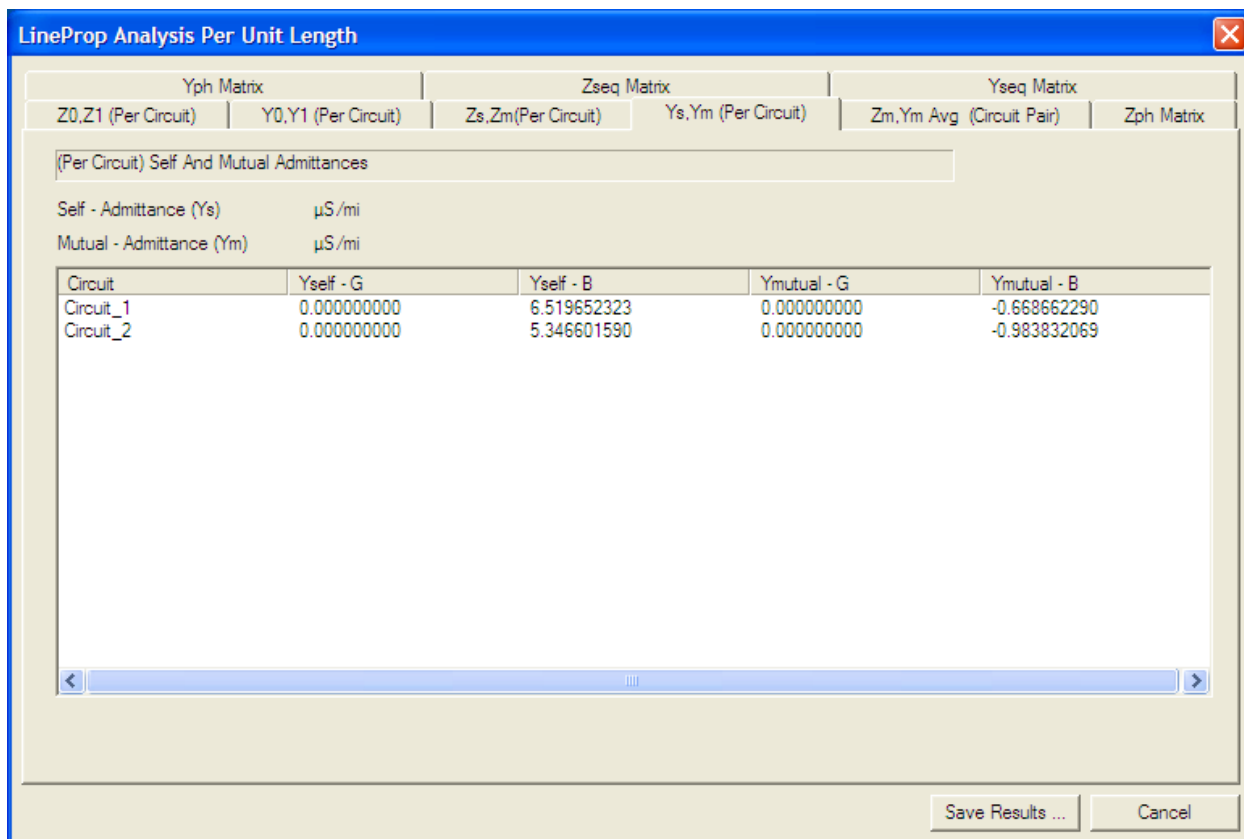 LineProp Analysis Per Unit Length
Yph Matrix Zseq Matrix Yseq Matrix
Z0,Z1 (Per Circuit) Y0,Y1 (Per Circuit) Zs,Zm(Per Circuit) Ys,Ym (Per Circuit) Zm,Ym Avg (Circuit Pair) Zph Matrix
(Per Circuit) Self And Mutual Admittances
Self - Admittance (Ys) µS/mi
Mutual - Admittance (Ym) µS/mi
Circuit Yself - G Yself - B Ymutual - G Ymutual - B
Circuit_1 0.000000000 6.519652323 0.000000000 -0.668662290
Circuit_2 0.000000000 5.346601590 0.000000000 -0.983832069
Save Results ... Cancel